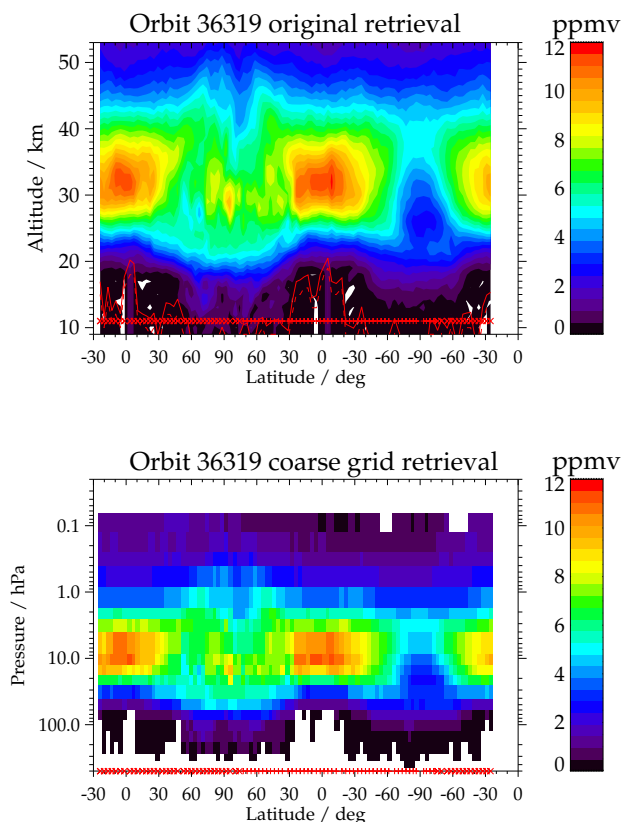 Orbit 36319 original retrieval
ppmv
50
40
30
20
10
Altitude / km
-30 0 30 60 90 60 30 0 -30 -60 -90 -60 -30 0
Latitude / deg
12
10
8
6
4
2
0
Orbit 36319 coarse grid retrieval
ppmv
0.1
1.0
10.0
100.0
Pressure / hPa
-30 0 30 60 90 60 30 0 -30 -60 -90 -60 -30 0
Latitude / deg
12
10
8
6
4
2
0